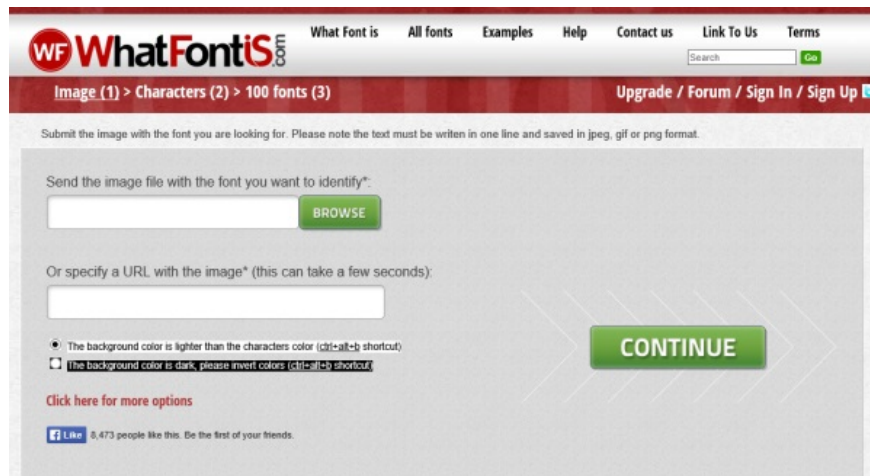 What Font is All fonts Examples Help Contact us Link To Us Terms
WF WhatFontiS.com
Search Go
Image (1) > Characters (2) > 100 fonts (3) Upgrade / Forum / Sign In / Sign Up
Submit the image with the font you are looking for. Please note the text must be writen in one line and saved in jpeg, gif or png format.
Send the image file with the font you want to identify*:
BROWSE
Or specify a URL with the image* (this can take a few seconds):
The background color is lighter than the characters color (ctrl+alt+b shortcut)
The background color is dark, please invert colors (ctrl+alt+b shortcut)
CONTINUE
Click here for more options
Like 8,473 people like this. Be the first of your friends.